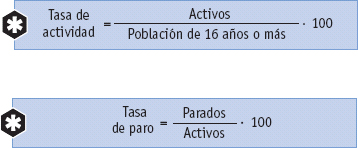 Tasa de actividad = Activos / Población de 16 años o más · 100
Tasa de paro = Parados / Activos · 100